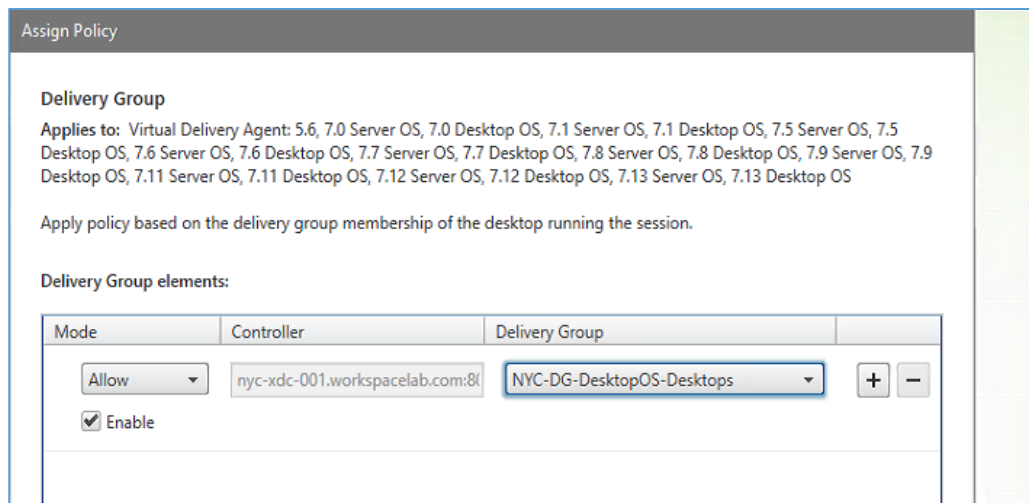 Assign Policy
Delivery Group
Applies to: Virtual Delivery Agent: 5.6, 7.0 Server OS, 7.0 Desktop OS, 7.1 Server OS, 7.1 Desktop OS, 7.5 Server OS, 7.5
Desktop OS, 7.6 Server OS, 7.6 Desktop OS, 7.7 Server OS, 7.7 Desktop OS, 7.8 Server OS, 7.8 Desktop OS, 7.9 Server OS, 7.9
Desktop OS, 7.11 Server OS, 7.11 Desktop OS, 7.12 Server OS, 7.12 Desktop OS, 7.13 Server OS, 7.13 Desktop OS
Apply policy based on the delivery group membership of the desktop running the session.
Delivery Group elements:
Mode Controller Delivery Group
Allow nyc-xdc-001.workspacelab.com:8 NYC-DG-DesktopOS-Desktops + −
Enable